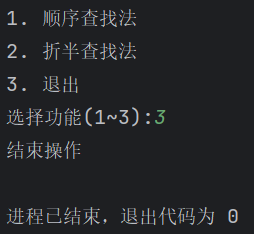 1. 顺序查找法
2. 折半查找法
3. 退出
选择功能(1~3):3
结束操作
进程已结束，退出代码为 0